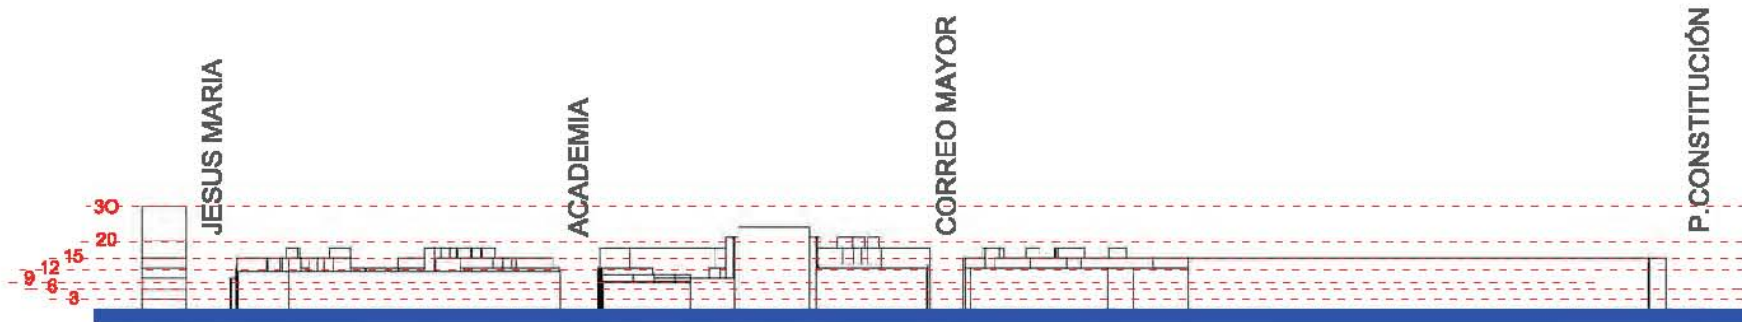 JESUS MARIA
ACADEMIA
CORREO MAYOR
P.CONSTITUCIÓN
30
20
15
12
9
6
3